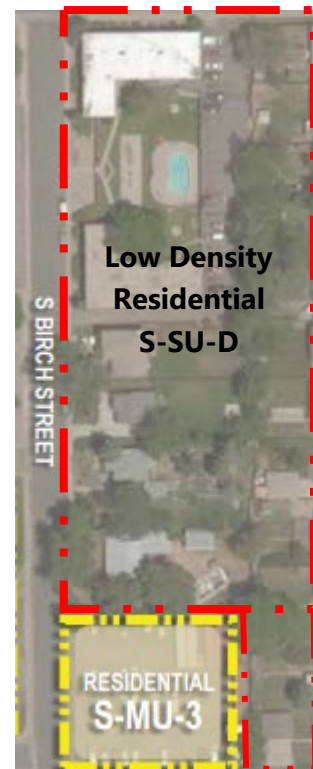 Low Density
Residential
S-SU-D
S BIRCH STREET
RESIDENTIAL
S-MU-3